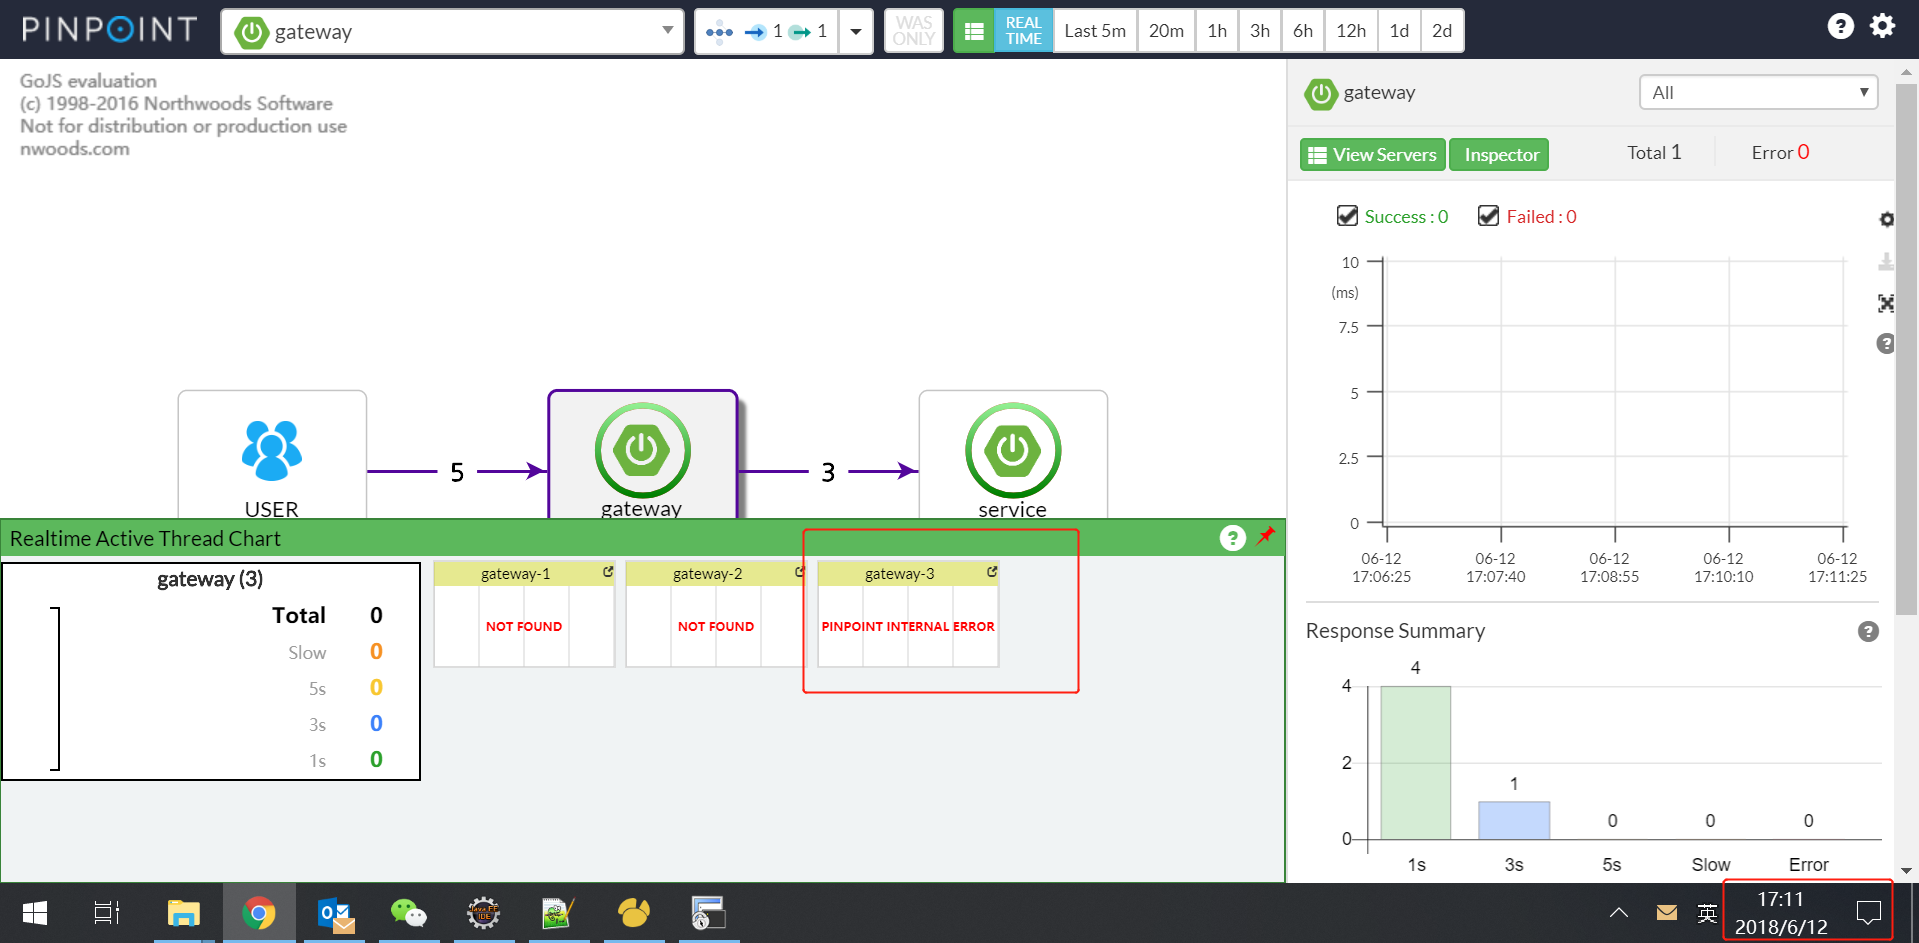 PINPOINT
gateway
1 1
WAS ONLY
REAL TIME
Last 5m 20m 1h 3h 6h 12h 1d 2d
GoJS evaluation
(c) 1998-2016 Northwoods Software
Not for distribution or production use
nwoods.com
USER
5
gateway
3
service
Realtime Active Thread Chart
gateway (3)
Total 0
Slow 0
5s 0
3s 0
1s 0
gateway-1
NOT FOUND
gateway-2
NOT FOUND
gateway-3
PINPOINT INTERNAL ERROR
gateway
All
View Servers Inspector Total 1 Error 0
Success : 0 Failed : 0
10
(ms)
7.5
5
2.5
0
06-12 06-12 06-12 06-12 06-12
17:06:25 17:07:40 17:08:55 17:10:10 17:11:25
Response Summary
4
4
2
1
0 0 0
0
1s 3s 5s Slow Error
Java EE
IDE
英
17:11
2018/6/12